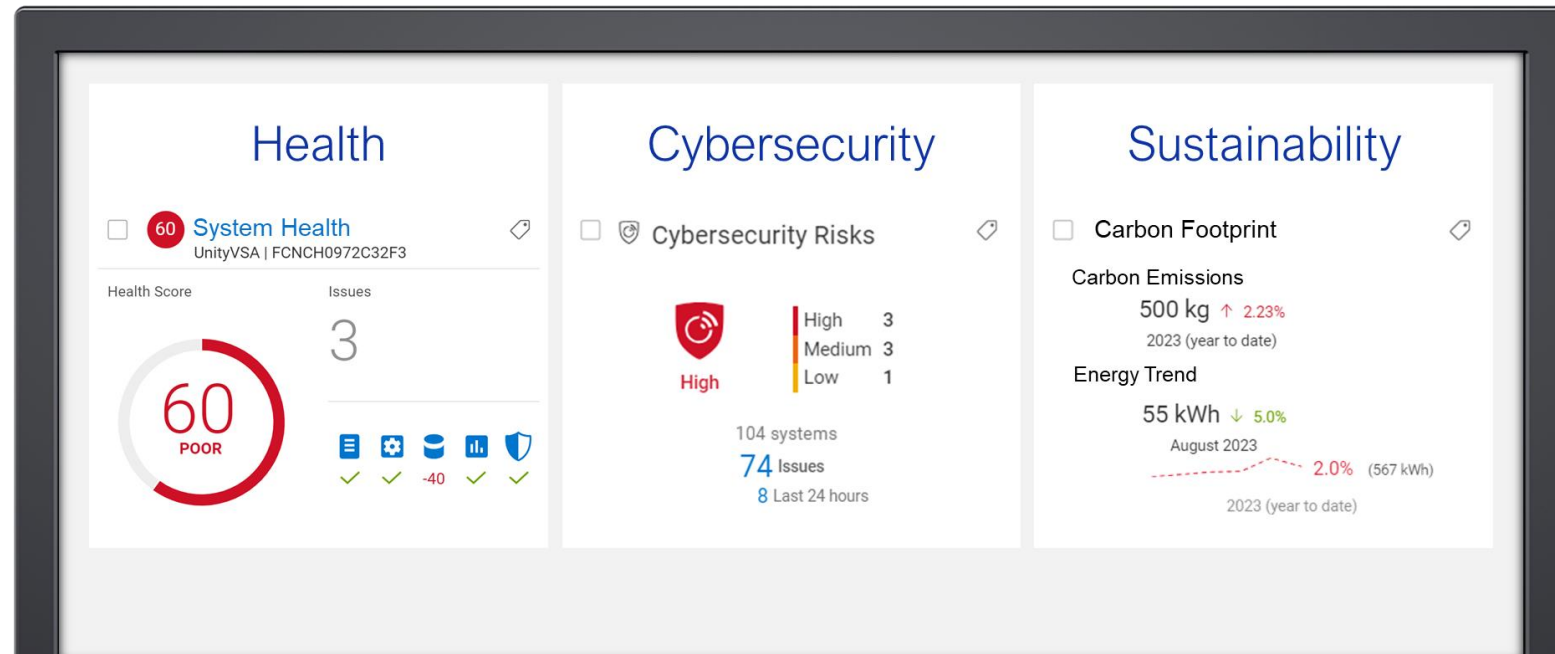 Health
60 System Health
UnityVSA | FCNCH0972C32F3
Health Score
Issues
3
60
POOR
-40
Cybersecurity
Cybersecurity Risks
High
High 3
Medium 3
Low 1
104 systems
74 Issues
8 Last 24 hours
Sustainability
Carbon Footprint
Carbon Emissions
500 kg ↑ 2.23%
2023 (year to date)
Energy Trend
55 kWh ↓ 5.0%
August 2023
2.0% (567 kWh)
2023 (year to date)